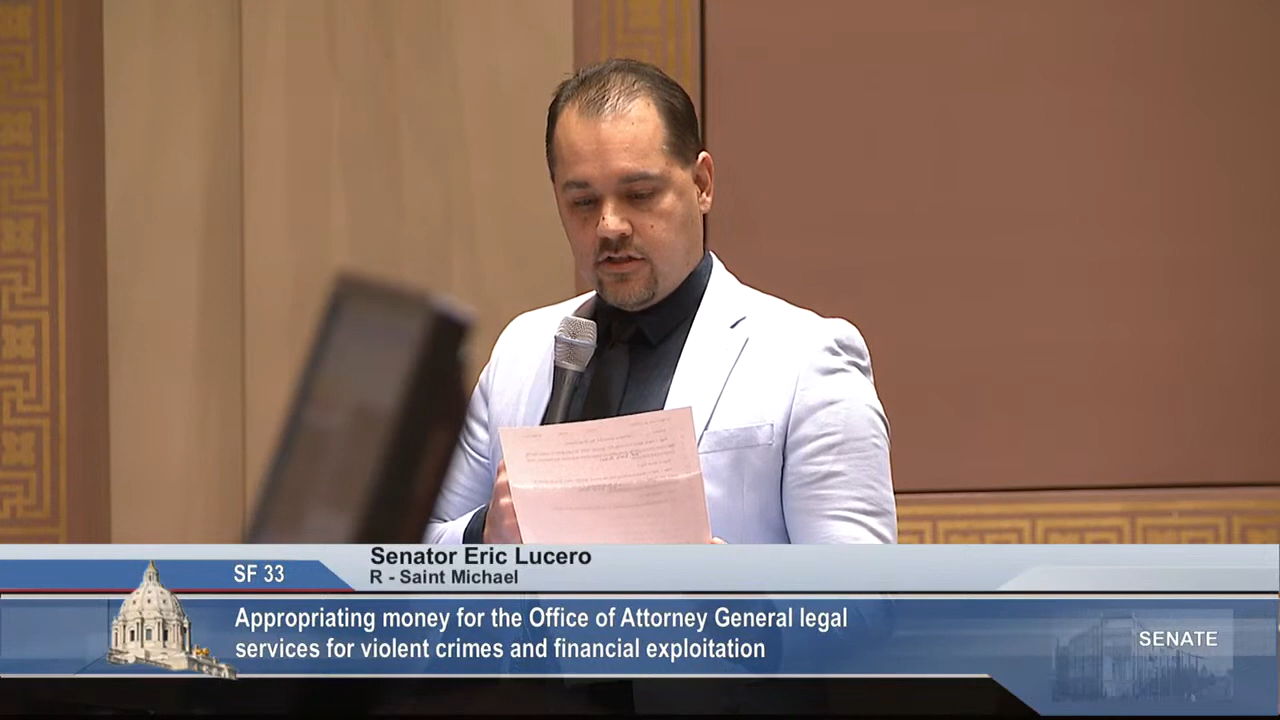 Senator Eric Lucero
SF 33
R - Saint Michael
Appropriating money for the Office of Attorney General legal
services for violent crimes and financial exploitation
SENATE